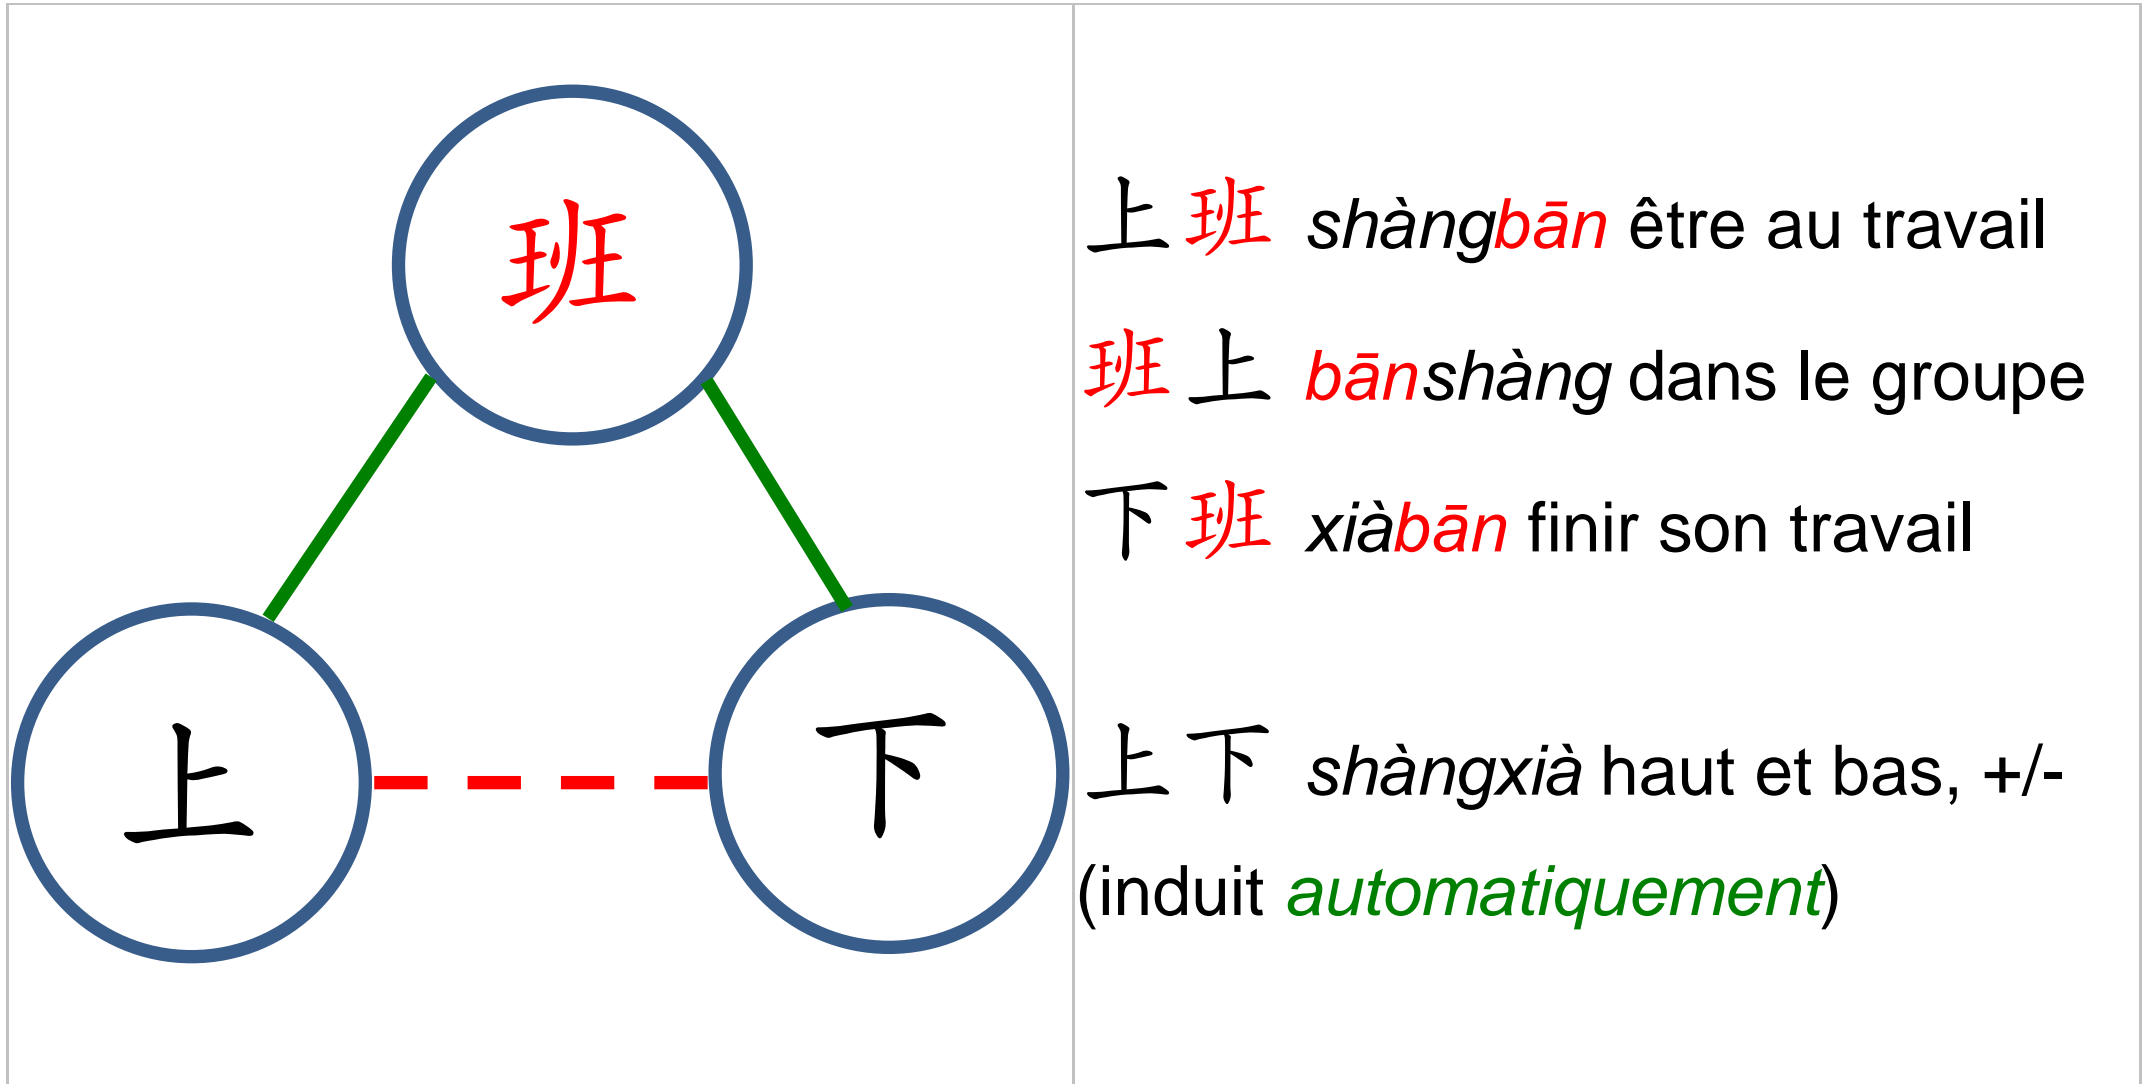 班
上
下
上班 shàngbān être au travail
班上 bānshàng dans le groupe
下班 xiàbān finir son travail
上下 shàngxià haut et bas, +/-
(induit automatiquement)